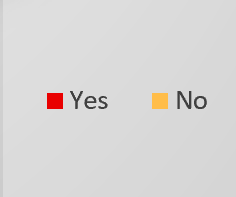 Yes No